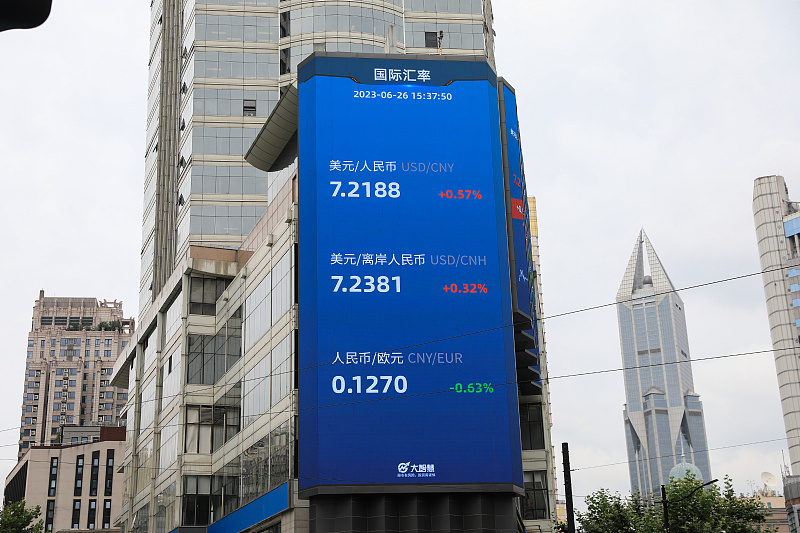 国际汇率
2023-06-26 15:37:50
美元/人民币 USD/CNY
7.2188 +0.57%
美元/离岸人民币 USD/CNH
7.2381 +0.32%
人民币/欧元 CNY/EUR
0.1270 -0.63%
大智慧